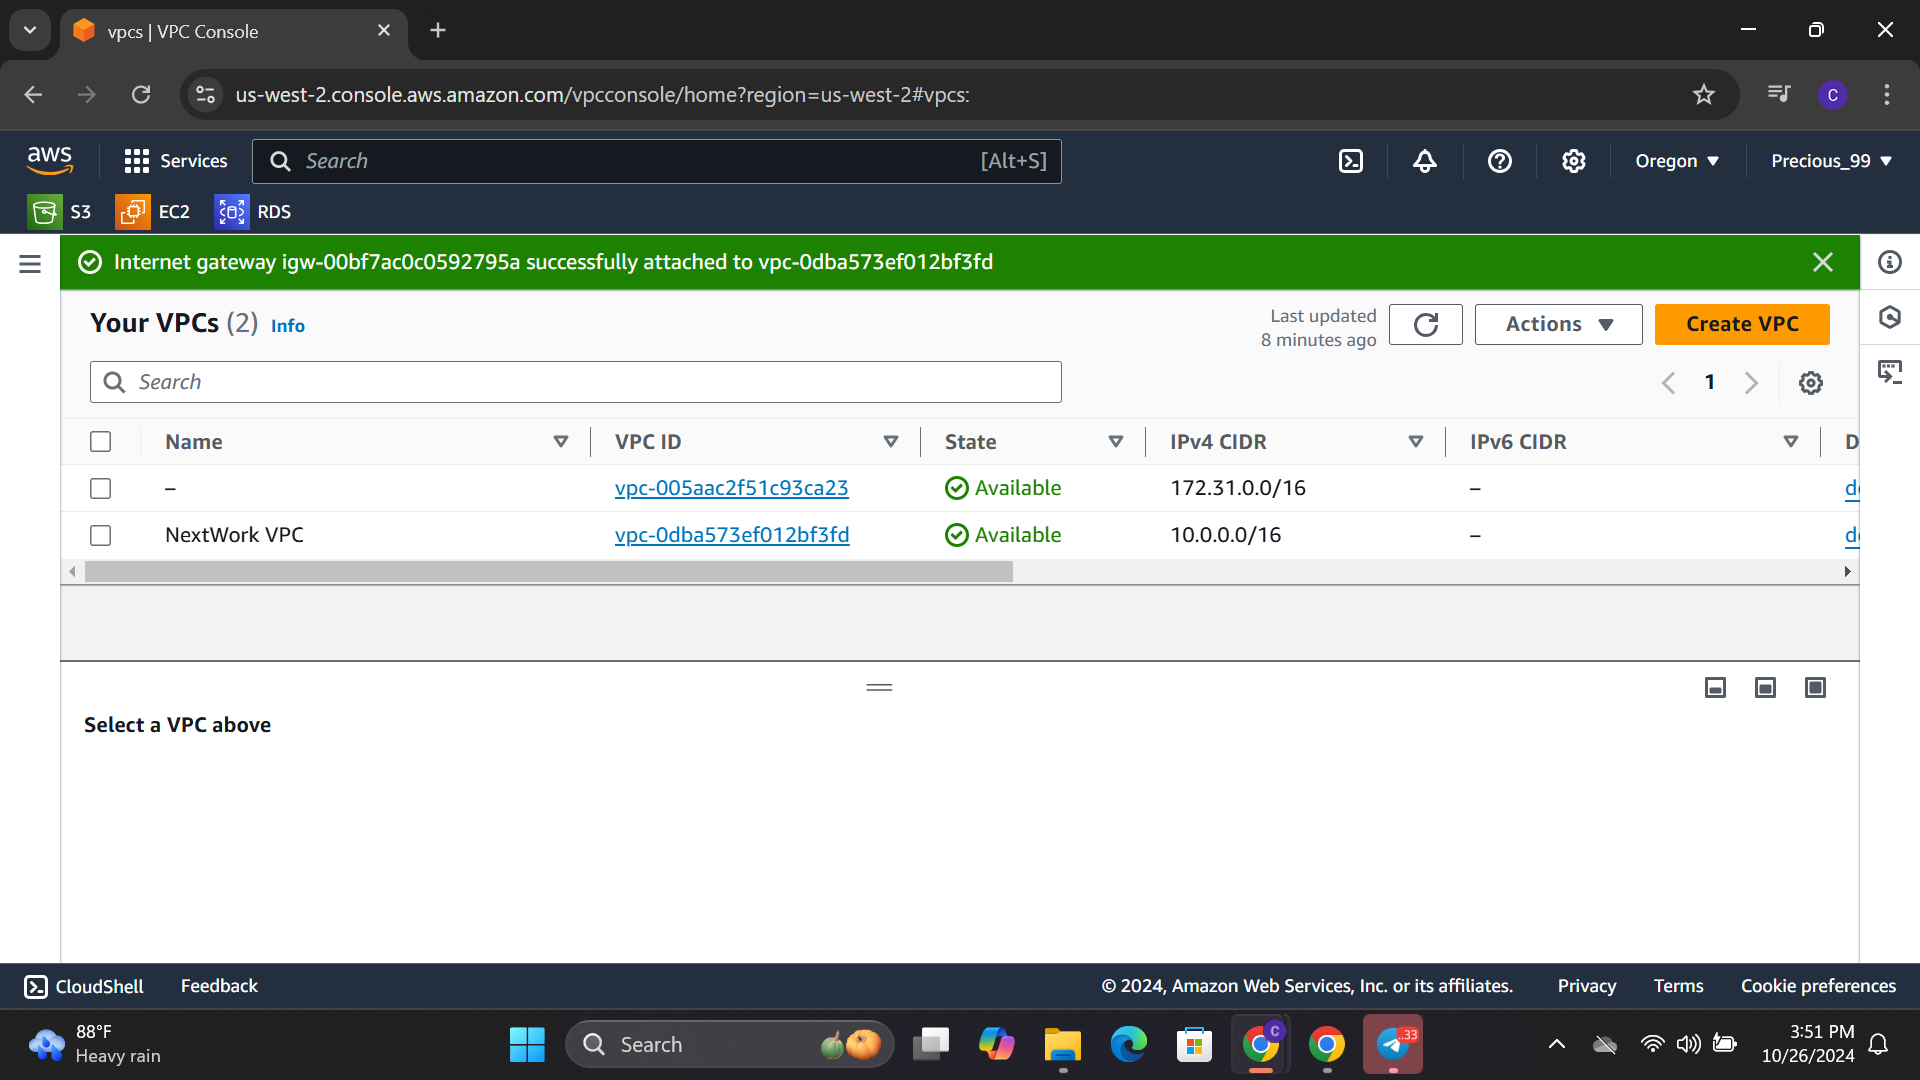 vpcs | VPC Console
us-west-2.console.aws.amazon.com/vpcconsole/home?region=us-west-2#vpcs:
C
aws
Services
Search
[Alt+S]
Oregon
Precious_99
S3
EC2
RDS
Internet gateway igw-00bf7ac0c0592795a successfully attached to vpc-0dba573ef012bf3fd
Your VPCs (2)
Info
Last updated
8 minutes ago
Actions
Create VPC
Search
1
Name
VPC ID
State
IPv4 CIDR
IPv6 CIDR
D
–
vpc-005aac2f51c93ca23
Available
172.31.0.0/16
–
NextWork VPC
vpc-0dba573ef012bf3fd
Available
10.0.0.0/16
–
Select a VPC above
CloudShell
Feedback
© 2024, Amazon Web Services, Inc. or its affiliates.
Privacy
Terms
Cookie preferences
88°F
Heavy rain
Search
C
..33
3:51 PM
10/26/2024